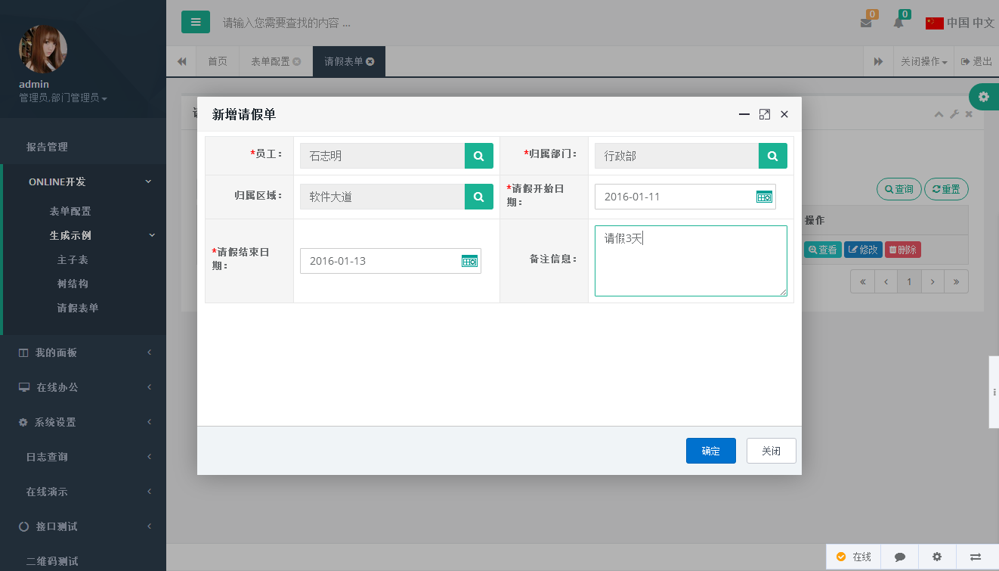 admin
管理员,部门管理员
报告管理
ONLINE开发
表单配置
生成示例
主子表
树结构
请假表单
我的面板
在线办公
系统设置
日志查询
在线演示
接口测试
二维码测试
请输入您需要查找的内容 ...
0
0
中国 中文
首页
表单配置
请假表单
关闭操作
退出
新增请假单
*员工：
石志明
*归属部门：
行政部
归属区域：
软件大道
*请假开始日
期：
2016-01-11
*请假结束日
期：
2016-01-13
备注信息：
请假3天
确定
关闭
查询
重置
操作
查看
修改
删除
«
‹
1
›
»
在线